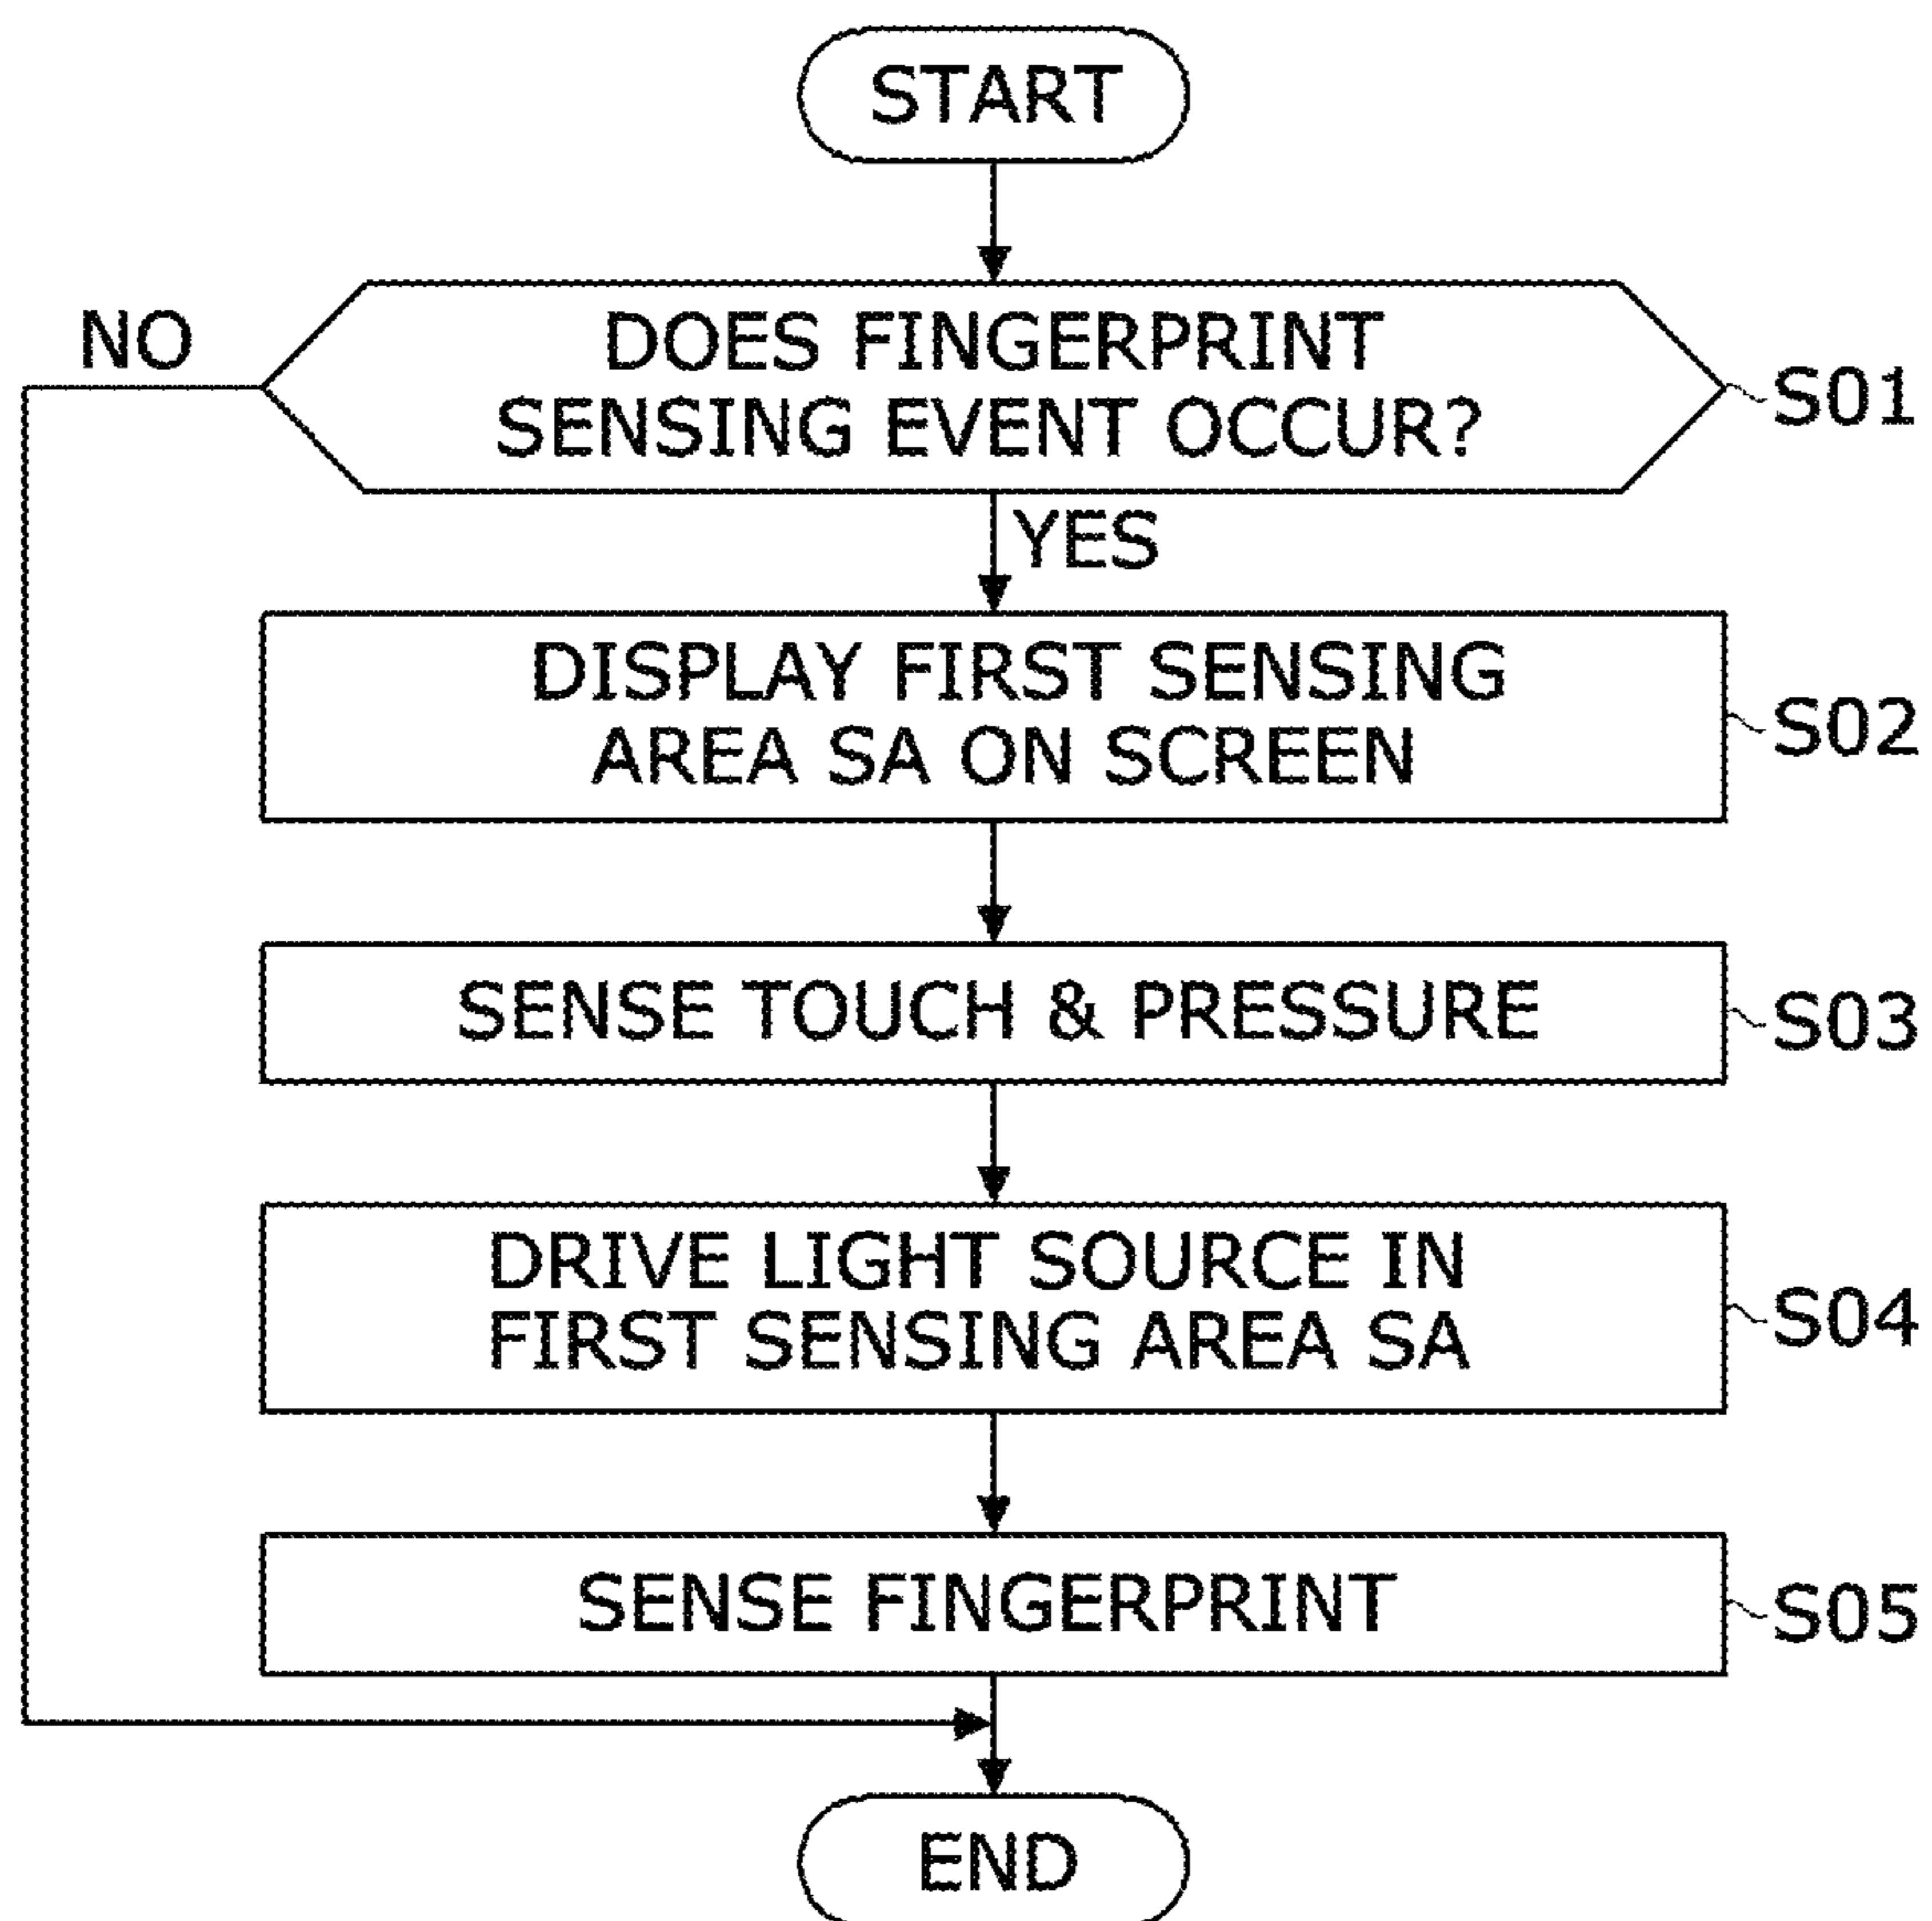 START
NO
DOES FINGERPRINT
SENSING EVENT OCCUR?
S01
YES
DISPLAY FIRST SENSING
AREA SA ON SCREEN
S02
SENSE TOUCH & PRESSURE
S03
DRIVE LIGHT SOURCE IN
FIRST SENSING AREA SA
S04
SENSE FINGERPRINT
S05
END